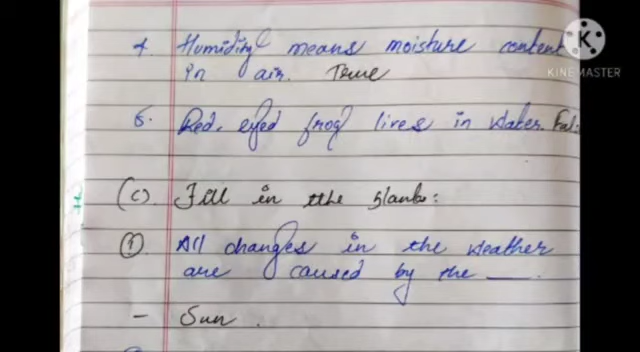 4. Humidity means moisture content
in air. True
5. Red. eyed frog lives in water. Fal
(C) Fill in the blanks:
① All changes in the weather
are caused by the ___.
- Sun.
KINEMASTER